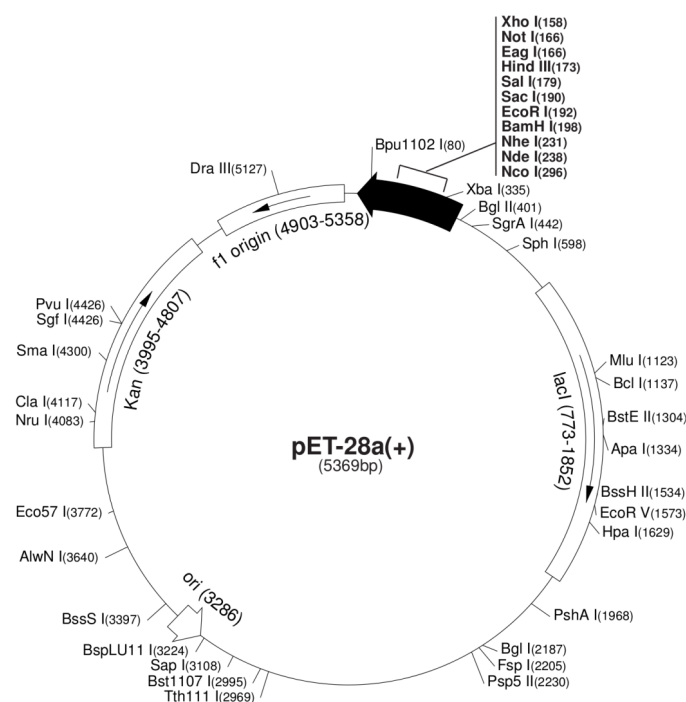 Xho I(158)
Not I(166)
Eag I(166)
Hind III(173)
Sal I(179)
Sac I(190)
EcoR I(192)
BamH I(198)
Nhe I(231)
Nde I(238)
Nco I(296)
Bpu1102 I(80)
Dra III(5127)
Xba I(335)
Bgl II(401)
SgrA I(442)
Sph I(598)
f1 origin (4903-5358)
Pvu I(4426)
Sgf I(4426)
Sma I(4300)
Cla I(4117)
Nru I(4083)
Kan (3995-4807)
lacI (773-1852)
Mlu I(1123)
Bcl I(1137)
BstE II(1304)
Apa I(1334)
BssH II(1534)
EcoR V(1573)
Hpa I(1629)
pET-28a(+)
(5369bp)
Eco57 I(3772)
AlwN I(3640)
ori (3286)
BssS I(3397)
BspLU11 I(3224)
Sap I(3108)
Bst1107 I(2995)
Tth111 I(2969)
PshA I(1968)
Bgl I(2187)
Fsp I(2205)
Psp5 II(2230)